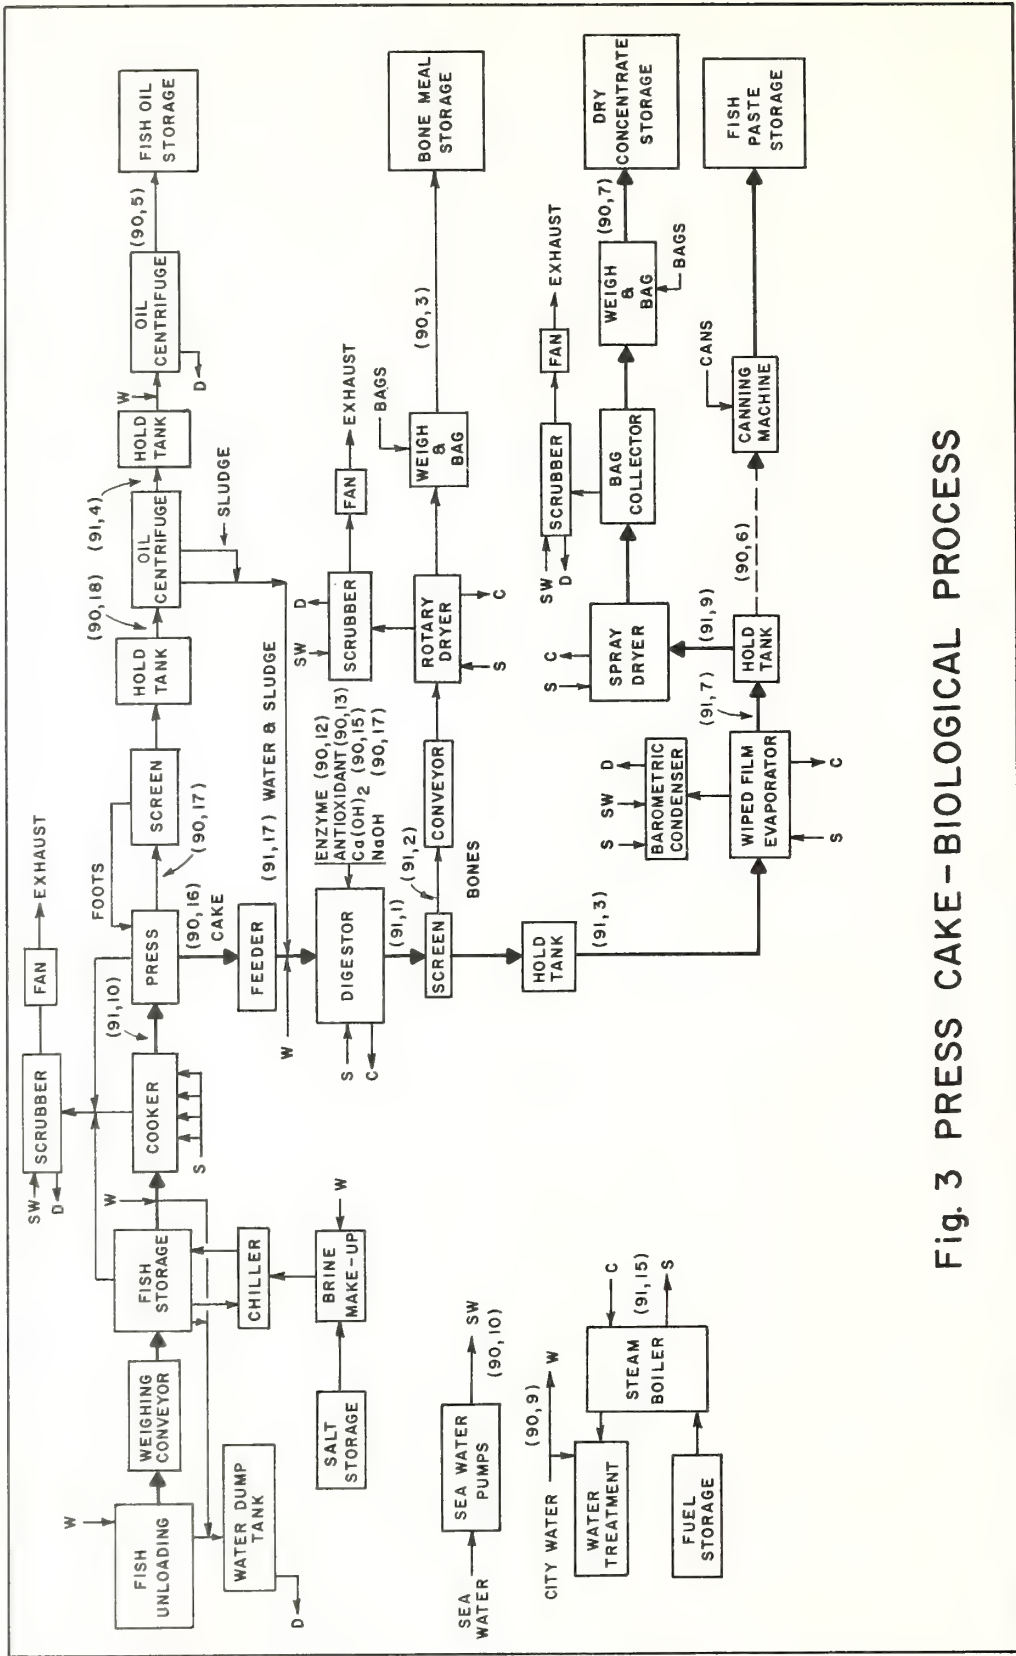 SW
D
SCRUBBER
FAN
EXHAUST
W
FISH
UNLOADING
WEIGHING
CONVEYOR
FISH
STORAGE
W
COOKER
S
(91,10)
PRESS
FOOTS
SCREEN
(90,17)
HOLD
TANK
(90,18)
OIL
CENTRIFUGE
SLUDGE
(91,4)
HOLD
TANK
W
OIL
CENTRIFUGE
D
(90,5)
FISH OIL
STORAGE
WATER DUMP
TANK
D
CHILLER
SALT
STORAGE
BRINE
MAKE-UP
W
(90,16)
CAKE
FEEDER
W
(91,17) WATER & SLUDGE
ENZYME (90,12)
ANTIOXIDANT (90,13)
Ca(OH)2 (90,15)
NaOH (90,17)
S
C
DIGESTOR
(91,1)
SCREEN
(91,2)
BONES
CONVEYOR
SW
D
SCRUBBER
FAN
EXHAUST
ROTARY
DRYER
S
C
BAGS
WEIGH
&
BAG
(90,3)
BONE MEAL
STORAGE
HOLD
TANK
(91,3)
S
SW
D
BAROMETRIC
CONDENSER
WIPED FILM
EVAPORATOR
S
C
(91,7)
HOLD
TANK
(91,9)
S
C
SPRAY
DRYER
SW
D
SCRUBBER
FAN
EXHAUST
BAG
COLLECTOR
WEIGH
&
BAG
BAGS
(90,7)
DRY
CONCENTRATE
STORAGE
(90,6)
CANS
CANNING
MACHINE
FISH
PASTE
STORAGE
SEA
WATER
SEA WATER
PUMPS
SW
(90,10)
CITY WATER
(90,9)
W
WATER
TREATMENT
STEAM
BOILER
C
(91,15)
S
FUEL
STORAGE
Fig. 3 PRESS CAKE-BIOLOGICAL PROCESS